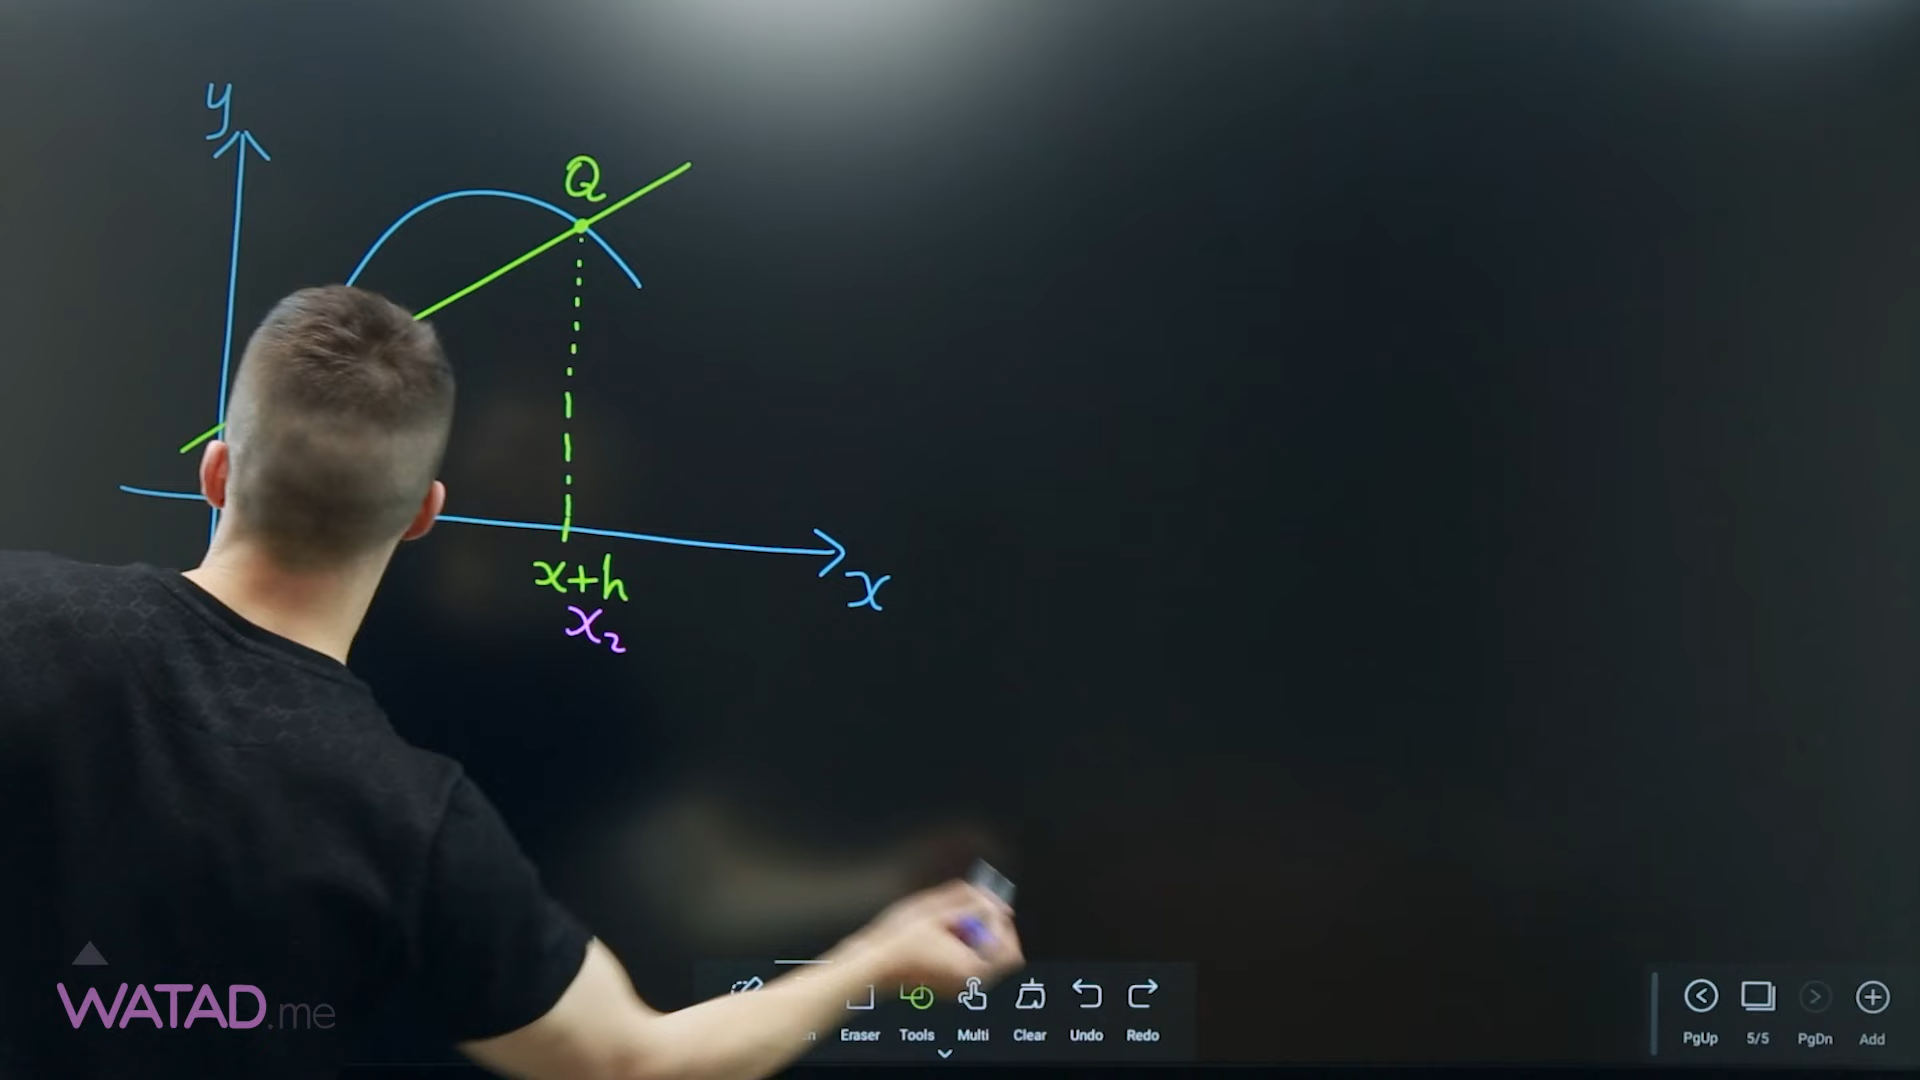 y
Q
x+h
x₂
x
WATAD.me
Eraser
Tools
Multi
Clear
Undo
Redo
PgUp
5/5
PgDn
Add